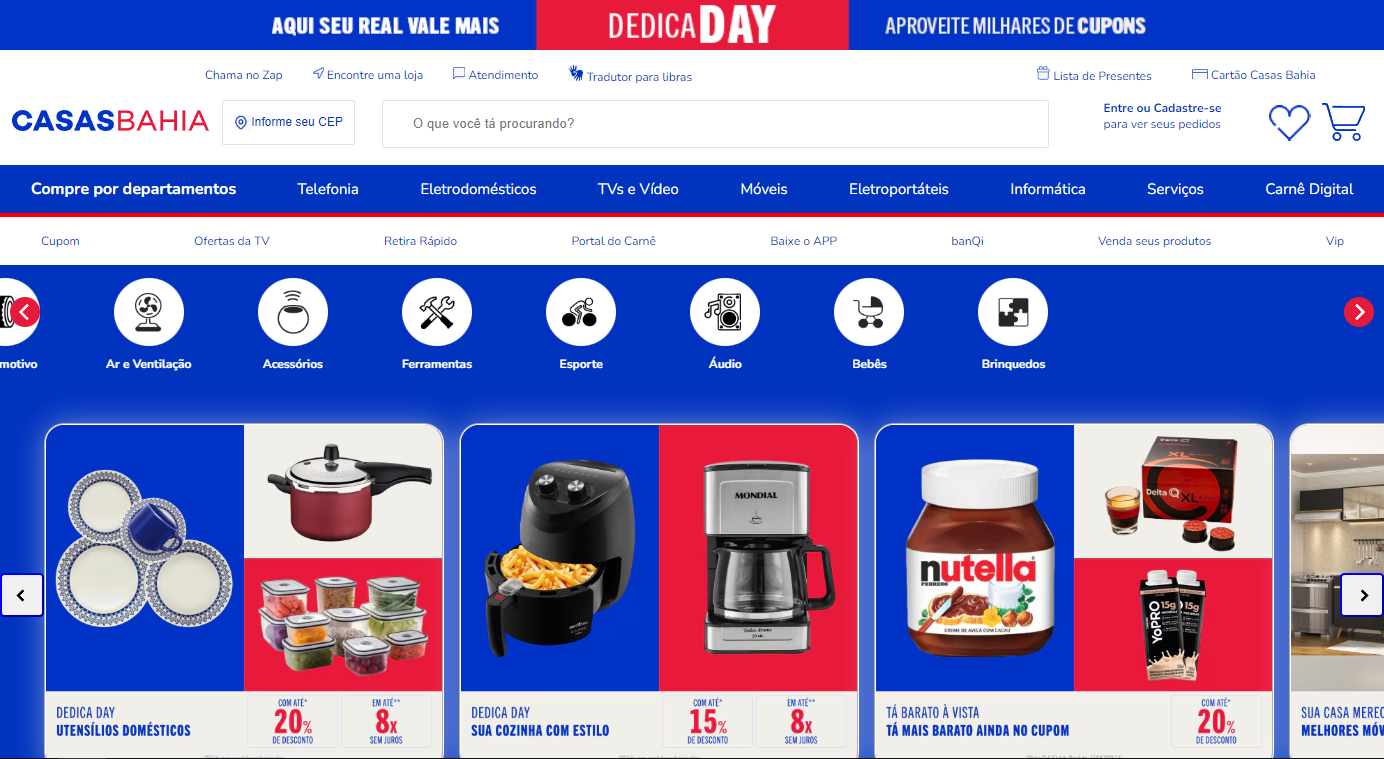 AQUI SEU REAL VALE MAIS
DEDICA DAY
APROVEITE MILHARES DE CUPONS
Chama no Zap
Encontre uma loja
Atendimento
Tradutor para libras
Lista de Presentes
Cartão Casas Bahia
CASASBAHIA
Informe seu CEP
O que você tá procurando?
Entre ou Cadastre-se
para ver seus pedidos
Compre por departamentos
Telefonia
Eletrodomésticos
TVs e Vídeo
Móveis
Eletroportáteis
Informática
Serviços
Carnê Digital
Cupom
Ofertas da TV
Retira Rápido
Portal do Carnê
Baixe o APP
banQi
Venda seus produtos
Vip
motivo
Ar e Ventilação
Acessórios
Ferramentas
Esporte
Áudio
Bebês
Brinquedos
DEDICA DAY
UTENSÍLIOS DOMÉSTICOS
COM ATÉ*
20%
DE DESCONTO
EM ATÉ**
8x
SEM JUROS
MONDIAL
DEDICA DAY
SUA COZINHA COM ESTILO
COM ATÉ*
15%
DE DESCONTO
EM ATÉ**
8x
SEM JUROS
nutella
FERRERO
CREME DE AVELÃ COM CACAU
XL
Delta Q XL
YoPRO
15g
15g
TÁ BARATO À VISTA
TÁ MAIS BARATO AINDA NO CUPOM
COM ATÉ*
20%
DE DESCONTO
SUA CASA MEREC
MELHORES MÓV